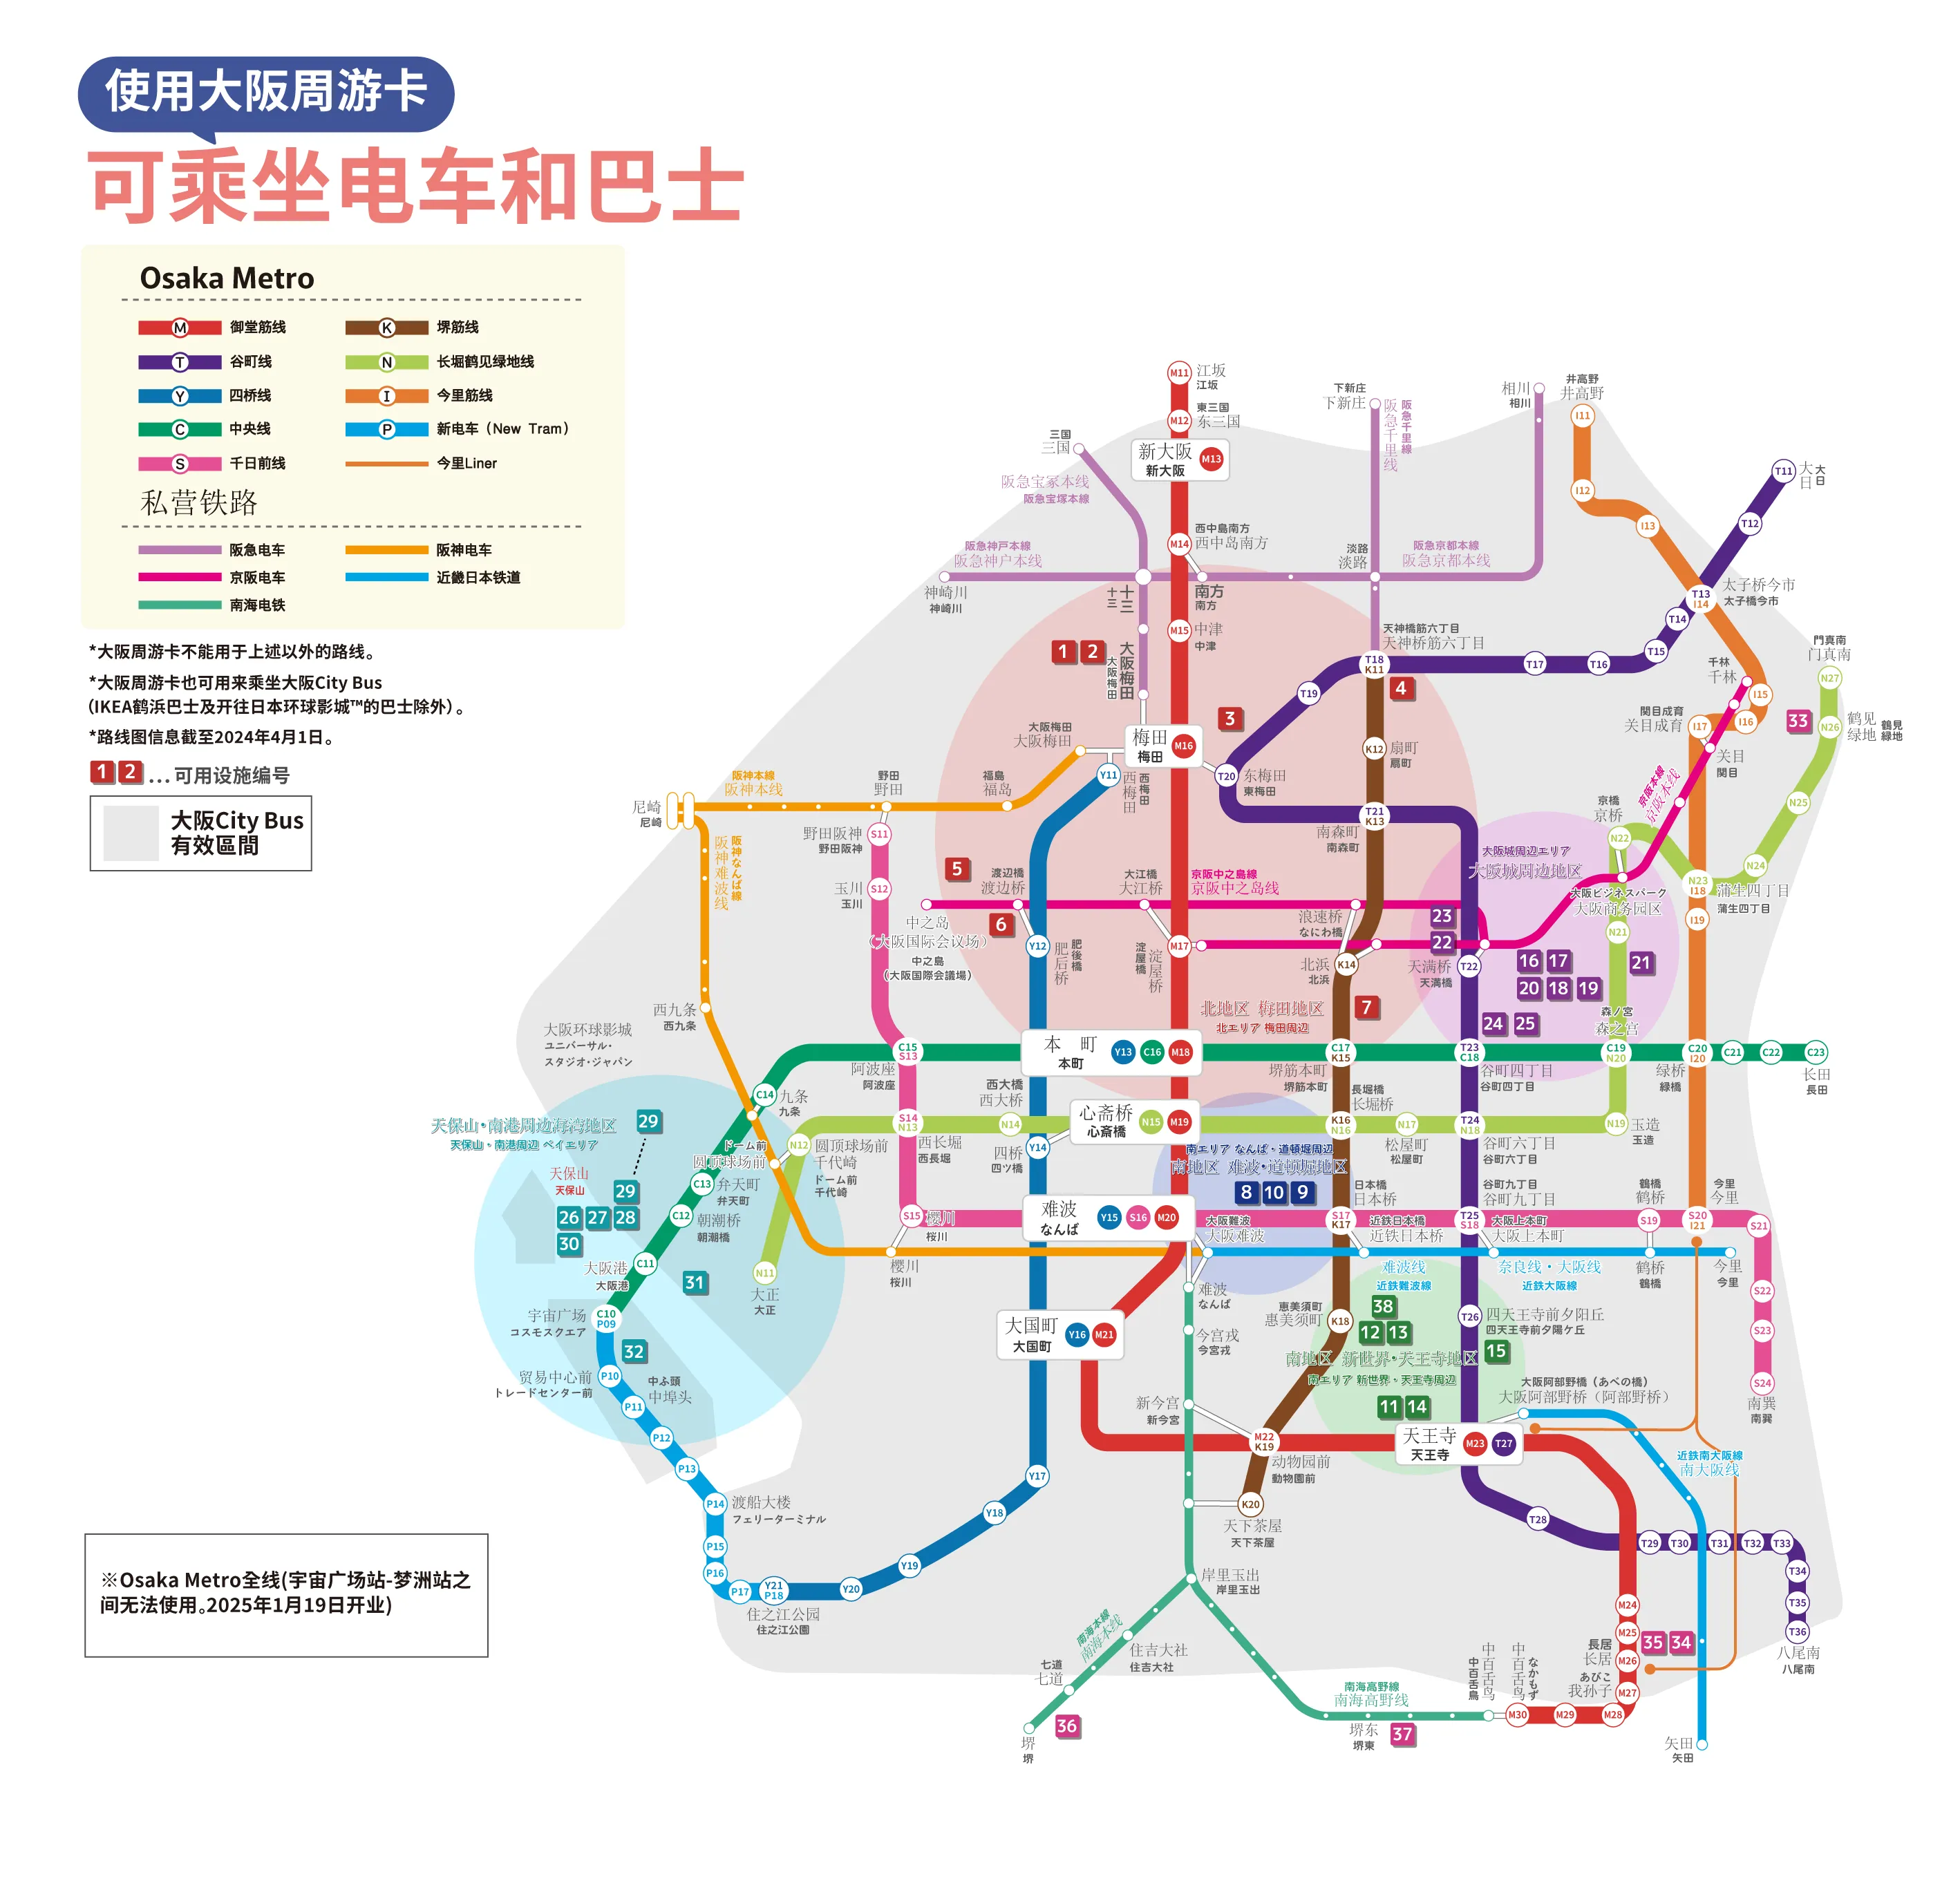 使用大阪周游卡
可乘坐电车和巴士
Osaka Metro
M 御堂筋线
K 堺筋线
T 谷町线
N 长堀鹤见绿地线
Y 四桥线
I 今里筋线
C 中央线
P 新电车（New Tram）
S 千日前线
今里Liner
私营铁路
阪急电车
阪神电车
京阪电车
近畿日本铁道
南海电铁
*大阪周游卡不能用于上述以外的路线。
*大阪周游卡也可用来乘坐大阪City Bus
(IKEA鹤浜巴士及开往日本环球影城™的巴士除外)。
*路线图信息截至2024年4月1日。
1 2 …可用设施编号
大阪City Bus
有效區間
※Osaka Metro全线(宇宙广场站-梦洲站之
间无法使用。2025年1月19日开业)
M11 江坂
江坂
M12 東三国
东三国
新大阪 M13
新大阪
西中島南方
M14 西中岛南方
南方
南方
M15 中津
中津
梅田 M16
梅田
三国
三国
阪急宝冢本线
阪急宝塚本線
阪急神戸本線
阪急神户本线
神崎川
神崎川
十三
十三
大阪梅田
大阪梅田
1 2
3
4
下新庄
下新庄
阪急千里线
阪急千里線
相川
相川
淡路
淡路
阪急京都本線
阪急京都本线
井高野
井高野
I11
I12
I13
T11 大日
大日
T12
T13
I14
太子桥今市
太子橋今市
T14
T15
T16
T17
天神橋筋六丁目
天神桥筋六丁目
T18
K11
T19
T20 东梅田
東梅田
K12 扇町
扇町
T21
K13
南森町
南森町
千林
千林
I15
I16
I17
関目成育
关目成育
关目
関目
門真南
门真南
N27
N26
鹤见绿地
鶴見緑地
33
N25
N24
N23
I18
蒲生四丁目
蒲生四丁目
I19
京橋
京桥
N22
京阪本線
京阪本线
大阪城周辺エリア
大阪城周边地区
大阪ビジネスパーク
大阪商务园区
N21
23
22
16 17
20 18 19
21
24 25
森ノ宮
森之宫
大阪梅田
大阪梅田
Y11
西梅田
西梅田
福島
福岛
野田
野田
阪神本線
阪神本线
尼崎
尼崎
阪神难波线
阪神なんば線
野田阪神 S11
野田阪神
玉川 S12
玉川
5
6
渡辺橋
渡边桥
大江橋
大江桥
京阪中之島線
京阪中之岛线
中之岛
（大阪国际会议场）
中之島
（大阪国際会議場）
Y12
肥后桥
肥後橋
M17
淀屋桥
淀屋橋
浪速桥
なにわ橋
北浜 K14
北浜
天满桥 T22
天満橋
北地区 梅田地区
北エリア 梅田周辺
7
西九条
西九条
大阪环球影城
ユニバーサル・
スタジオ・ジャパン
C15
S13
阿波座
阿波座
本町 Y13 C16 M18
本町
C17
K15
堺筋本町
堺筋本町
T23
C18
谷町四丁目
谷町四丁目
C19
N20
C20
I20
绿桥
緑橋
C21
C22
C23
长田
長田
C14
九条
九条
N12
圆顶球场前
千代崎
ドーム前
千代崎
ドーム前
圆顶球场前
S14
N13
西长堀
西長堀
西大橋
西大桥
N14
心斋桥 N15 M19
心斎橋
四桥 Y14
四ツ橋
長堀橋
长堀桥
K16
N16
N17
松屋町
松屋町
T24
N18
谷町六丁目
谷町六丁目
N19 玉造
玉造
南エリア なんば・道頓堀周辺
南地区 难波・道顿堀地区
8 10 9
天保山・南港周边海湾地区
天保山・南港周辺 ベイエリア
29
天保山
天保山
29
26 27 28
30
31
32
C13 弁天町
弁天町
C12 朝潮桥
朝潮橋
大阪港 C11
大阪港
宇宙广场
コスモスクエア
C10
P09
N11
大正
大正
S15 樱川
桜川
樱川
桜川
难波 Y15 S16 M20
なんば
大阪難波
大阪难波
日本橋
日本桥
S17
K17
近鉄日本橋
近铁日本桥
谷町九丁目
谷町九丁目
T25
S18
大阪上本町
大阪上本町
鶴橋
鹤桥
S19
鹤桥
鶴橋
今里
今里
S20
I21
今里
今里
S21
S22
S23
S24
南巽
南巽
难波线
近鉄難波線
奈良线・大阪线
近鉄大阪線
难波
なんば
今宫戎
今宮戎
新今宫
新今宮
大国町 Y16 M21
大国町
恵美須町
惠美须町
K18
38
12 13
15
南地区 新世界・天王寺地区
南エリア 新世界・天王寺周辺
11 14
T26 四天王寺前夕阳丘
四天王寺前夕陽ケ丘
大阪阿部野橋（あべの橋）
大阪阿部野桥（阿部野桥）
天王寺 M23 T27
天王寺
M22
K19
动物园前
動物園前
K20
天下茶屋
天下茶屋
近鉄南大阪線
南大阪线
T28
T29
T30
T31
T32
T33
T34
T35
T36
八尾南
八尾南
贸易中心前 P10
トレードセンター前
中ふ頭
中埠头
P11
P12
P13
P14 渡船大楼
フェリーターミナル
P15
P16
P17
Y21
P18
住之江公园
住之江公園
Y20
Y19
Y18
Y17
岸里玉出
岸里玉出
南海本線
南海本线
住吉大社
住吉大社
七道
七道
堺
堺
36
南海高野線
南海高野线
堺东
堺東
37
中百舌鸟
中百舌鳥
中百舌鸟
なかもず
M30
M29
M28
M27
M26
M25
M24
長居
长居
35 34
あびこ
我孙子
矢田
矢田